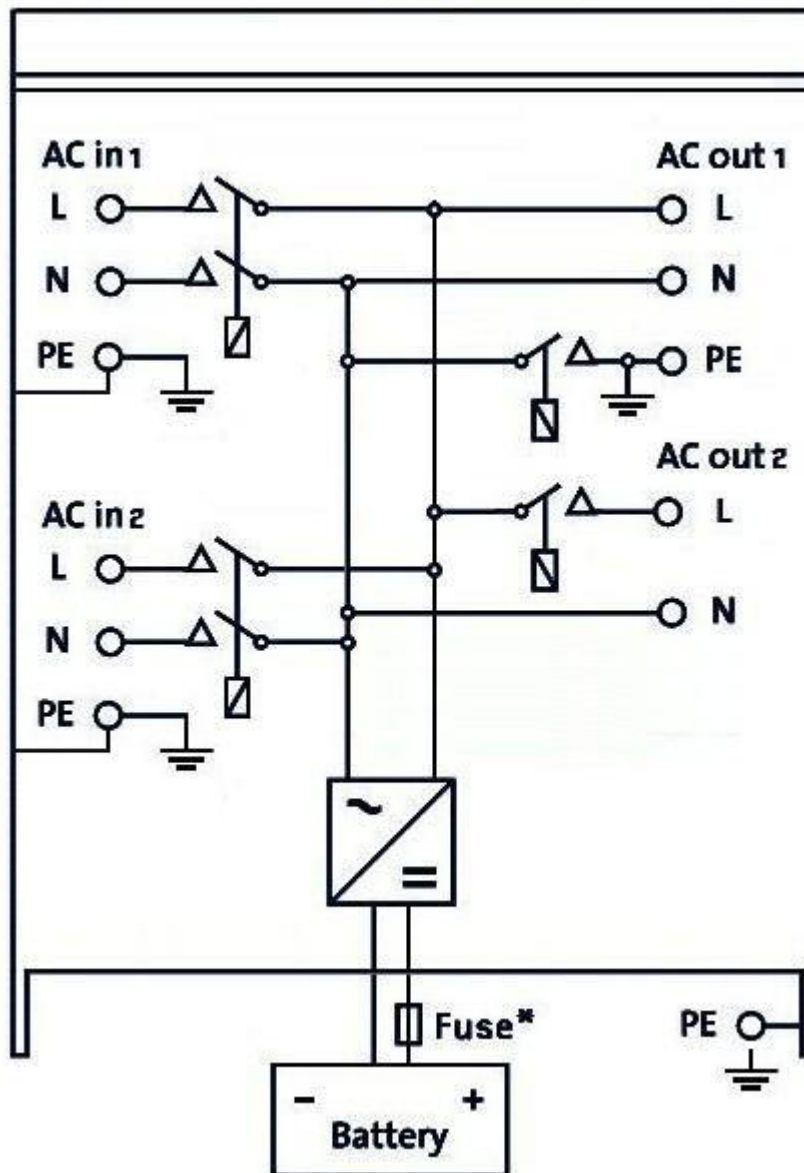 AC in 1
AC out 1
L
L
N
N
PE
PE
AC out 2
AC in 2
L
L
N
N
PE
~
=
Fuse*
PE
- +
Battery